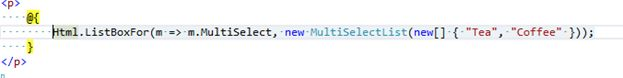 <p>
@{
Html.ListBoxFor(m => m.MultiSelect, new MultiSelectList(new[] { "Tea", "Coffee" }));
}
</p>